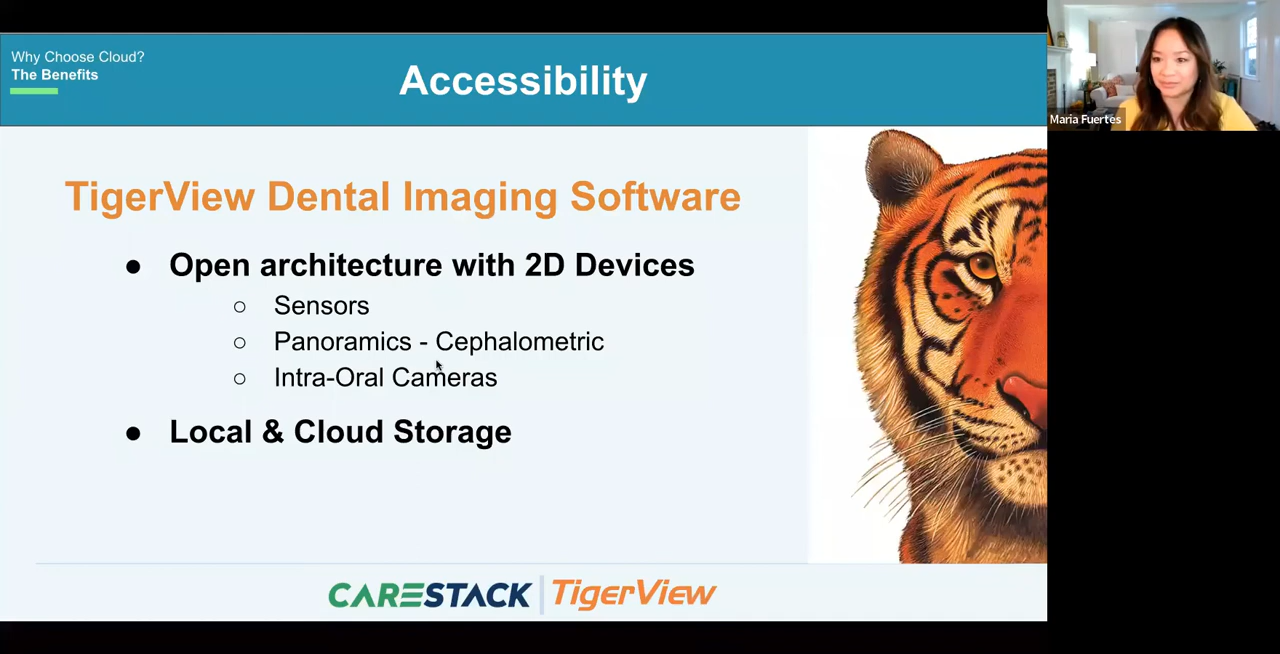 Why Choose Cloud?
The Benefits
Accessibility
Maria Fuertes
TigerView Dental Imaging Software
● Open architecture with 2D Devices
○ Sensors
○ Panoramics - Cephalometric
○ Intra-Oral Cameras
● Local & Cloud Storage
CARESTACK | TigerView